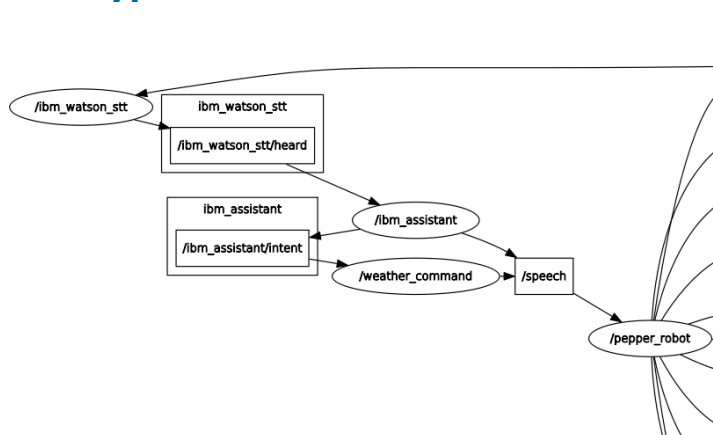 /ibm_watson_stt
ibm_watson_stt
/ibm_watson_stt/heard
ibm_assistant
/ibm_assistant/intent
/ibm_assistant
/weather_command
/speech
/pepper_robot